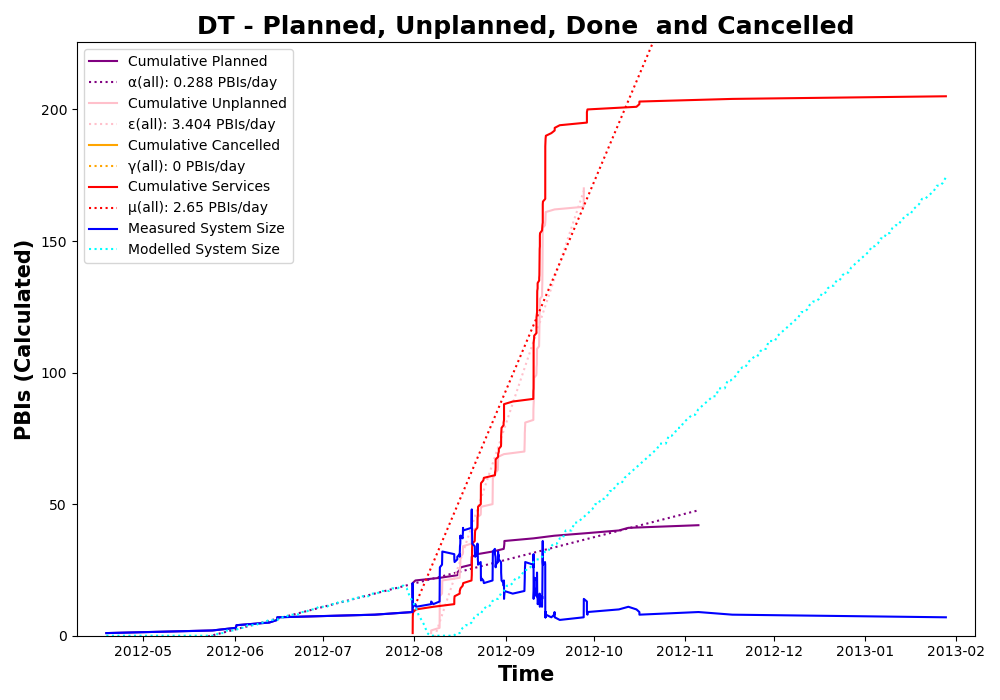 DT - Planned, Unplanned, Done  and Cancelled
Cumulative Planned
α(all): 0.288 PBIs/day
Cumulative Unplanned
ε(all): 3.404 PBIs/day
Cumulative Cancelled
γ(all): 0 PBIs/day
Cumulative Services
μ(all): 2.65 PBIs/day
Measured System Size
Modelled System Size
PBIs (Calculated)
200
150
100
50
0
2012-05 2012-06 2012-07 2012-08 2012-09 2012-10 2012-11 2012-12 2013-01 2013-02
Time